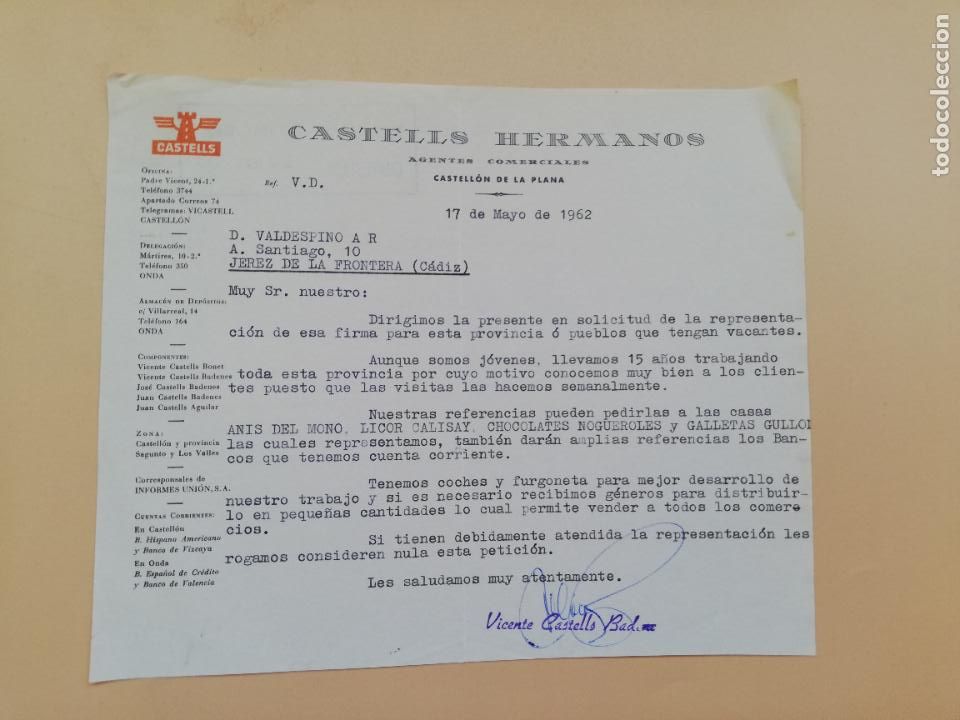 CASTELLS
CASTELLS HERMANOS
AGENTES COMERCIALES
CASTELLÓN DE LA PLANA
Ref. V.D.
17 de Mayo de 1962
OFICINA:
Padre Vicent, 24-1.º
Teléfono 3744
Apartado Correos 74
Telegramas: VICASTELL
CASTELLÓN
DELEGACIÓN:
Mártires, 10-2.º
Teléfono 350
ONDA
ALMACÉN DE DEPÓSITOS:
c/ Villarreal, 14
Teléfono 364
ONDA
COMPONENTES:
Vicente Castells Bonet
Vicente Castells Badenes
José Castells Badenes
Juan Castells Badenes
Juan Castells Aguilar
ZONA:
Castellón y provincia
Sagunto y Los Valles
Corresponsales de
INFORMES UNIÓN, S.A.
CUENTAS CORRIENTES:
En Castellón
B. Hispano Americano
y Banco de Vizcaya
En Onda
B. Español de Crédito
y Banco de Valencia
D. VALDESPINO A R
A. Santiago, 10
JEREZ DE LA FRONTERA (Cádiz)
Muy Sr. nuestro:
Dirigimos la presente en solicitud de la representa-
ción de esa firma para esta provincia ó pueblos que tengan vacantes.
Aunque somos jóvenes, llevamos 15 años trabajando
toda esta provincia por cuyo motivo conocemos muy bien a los clien-
tes puesto que las visitas las hacemos semanalmente.
Nuestras referencias pueden pedirlas a las casas
ANIS DEL MONO, LICOR CALISAY, CHOCOLATES NOGUEROLES y GALLETAS GULLON
las cuales representamos, también darán amplias referencias los Ban-
cos que tenemos cuenta corriente.
Tenemos coches y furgoneta para mejor desarrollo de
nuestro trabajo y si es necesario recibimos géneros para distribuir-
lo en pequeñas cantidades lo cual permite vender a todos los comer
cios.
Si tienen debidamente atendida la representación les
rogamos consideren nula esta petición.
Les saludamos muy atentamente.
Vicente Castells Bad
todocoleccion